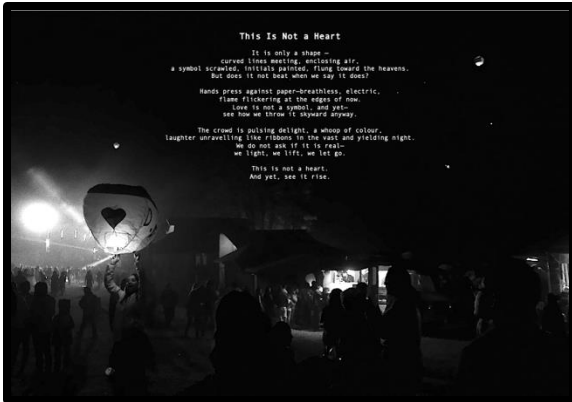 This Is Not a Heart
It is only a shape —
curved lines meeting, enclosing air,
a symbol scrawled, initials painted, flung toward the heavens.
But does it not beat when we say it does?
Hands press against paper—breathless, electric,
flame flickering at the edges of now.
Love is not a symbol, and yet—
see how we throw it skyward anyway.
The crowd is pulsing delight, a whoop of colour,
laughter unravelling like ribbons in the vast and yielding night.
We do not ask if it is real—
we light, we lift, we let go.
This is not a heart.
And yet, see it rise.